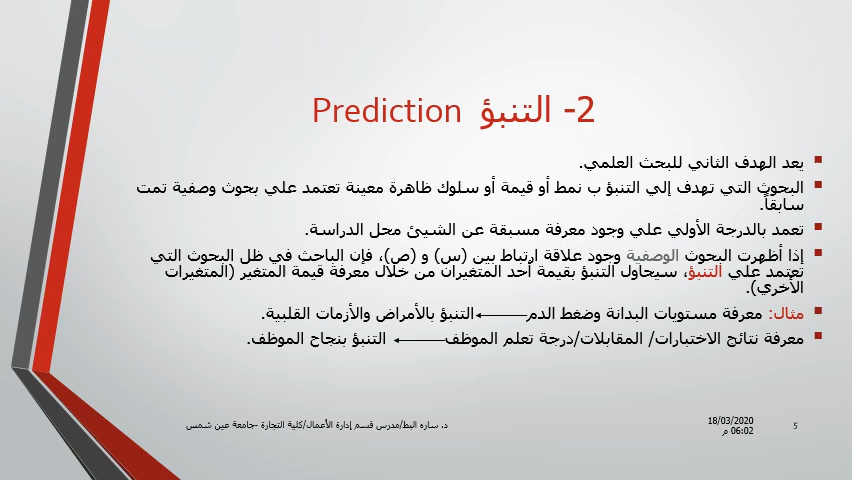 2- التنبؤ Prediction
يعد الهدف الثاني للبحث العلمي.
البحوث التي تهدف إلي التنبؤ ب نمط أو قيمة أو سلوك ظاهرة معينة تعتمد علي بحوث وصفية تمت
سابقاً.
تعمد بالدرجة الأولي علي وجود معرفة مسبقة عن الشيئ محل الدراسة.
إذا أظهرت البحوث الوصفية وجود علاقة ارتباط بين (س) و (ص)، فإن الباحث في ظل البحوث التي
تعتمد علي التنبؤ، سيحاول التنبؤ بقيمة أحد المتغيران من خلال معرفة قيمة المتغير (المتغيرات
الأخري).
مثال: معرفة مستويات البدانة وضغط الدم التنبؤ بالأمراض والأزمات القلبية.
معرفة نتائج الاختبارات/ المقابلات/درجة تعلم الموظف التنبؤ بنجاح الموظف.
5
18/03/2020
06:02 م
د. ساره البط/مدرس قسم إدارة الأعمال/كلية التجارة -جامعة عين شمس